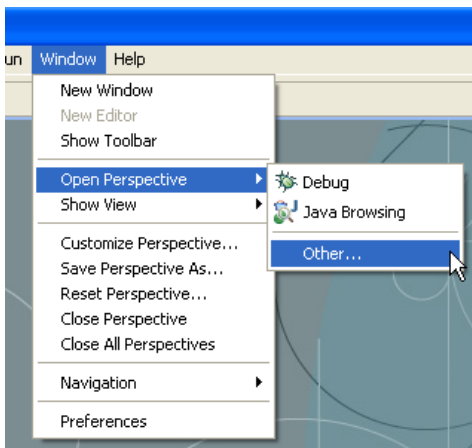 un Window Help
New Window
New Editor
Show Toolbar
Open Perspective
Debug
Java Browsing
Other...
Show View
Customize Perspective...
Save Perspective As...
Reset Perspective...
Close Perspective
Close All Perspectives
Navigation
Preferences